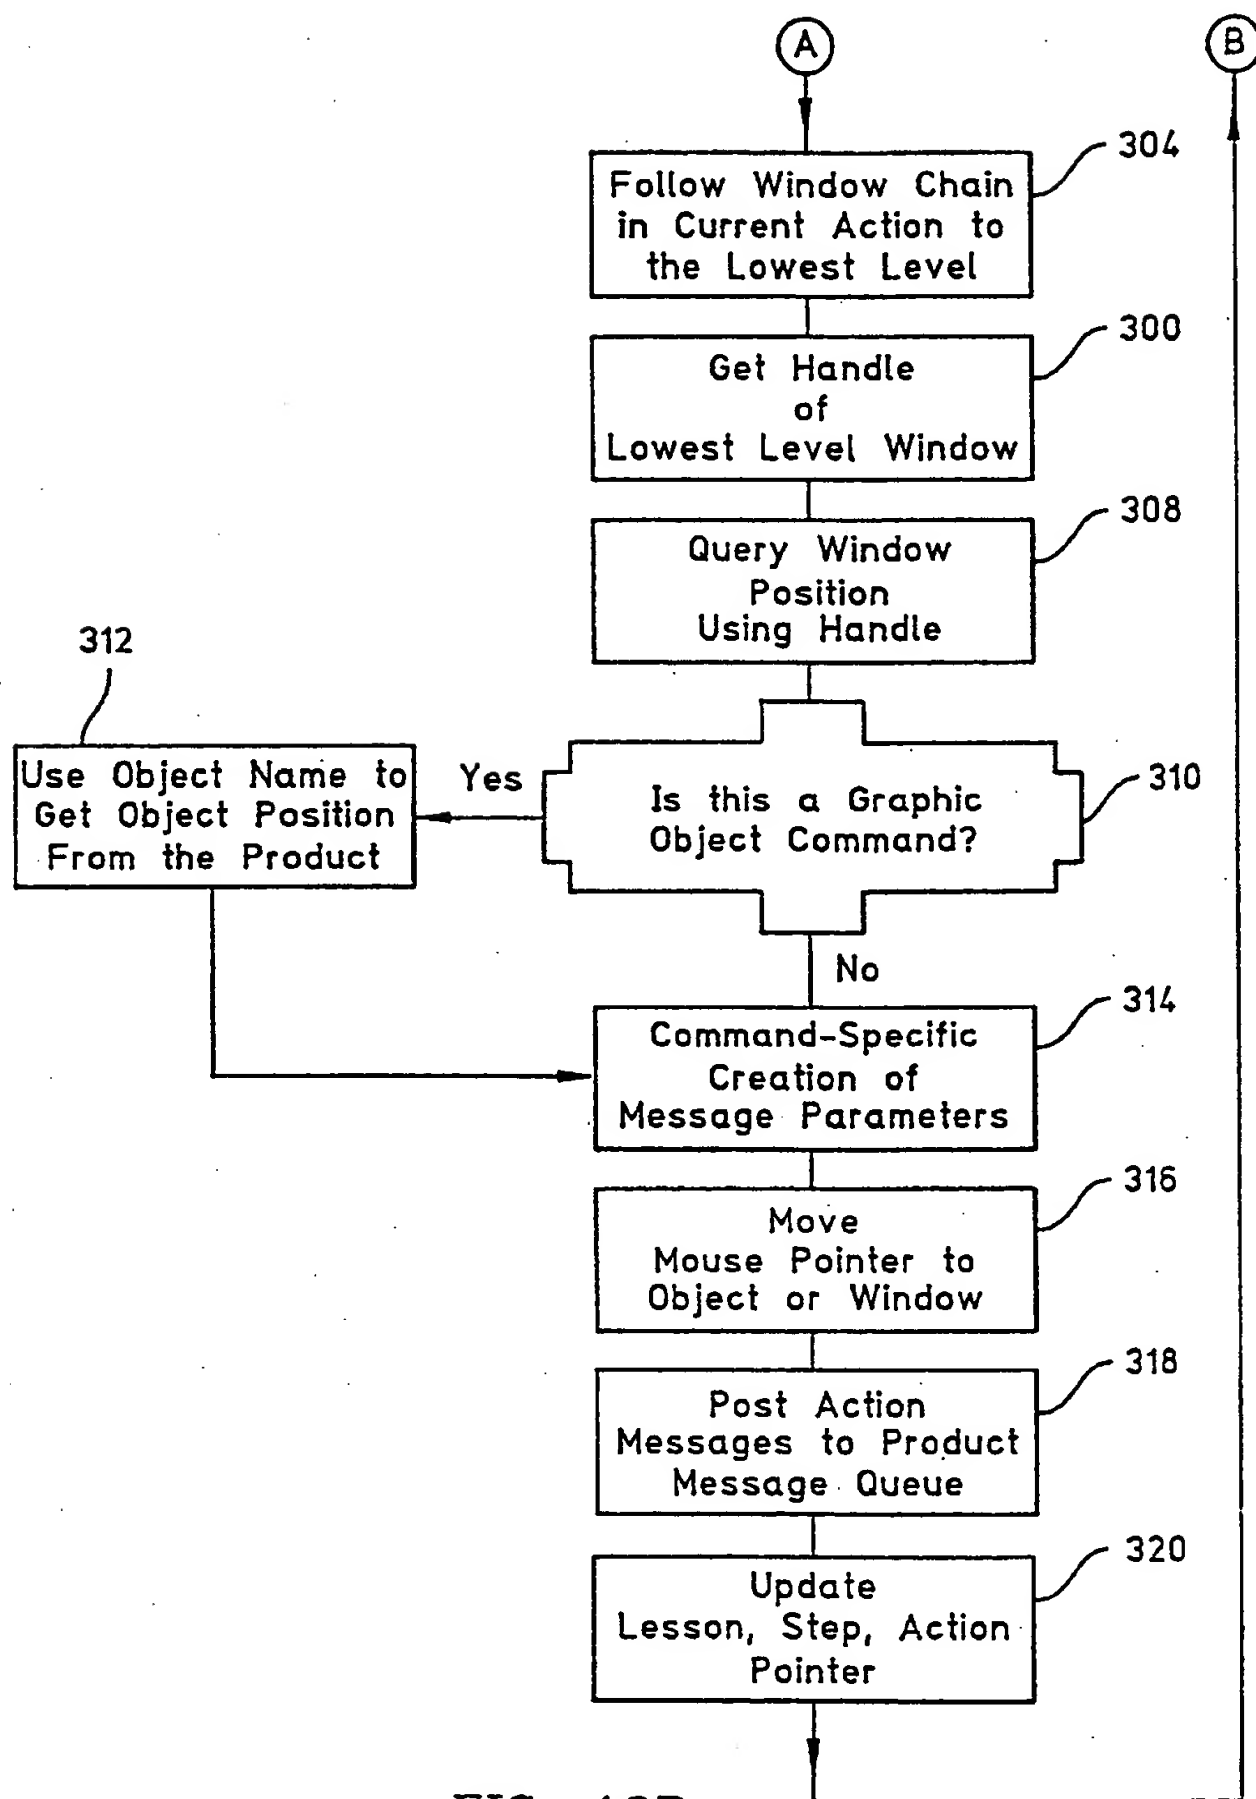 A
B
304
Follow Window Chain
in Current Action to
the Lowest Level
300
Get Handle
of
Lowest Level Window
308
Query Window
Position
Using Handle
312
Use Object Name to
Get Object Position
From the Product
Yes
Is this a Graphic
Object Command?
310
No
314
Command-Specific
Creation of
Message Parameters
316
Move
Mouse Pointer to
Object or Window
318
Post Action
Messages to Product
Message Queue
320
Update
Lesson, Step, Action
Pointer